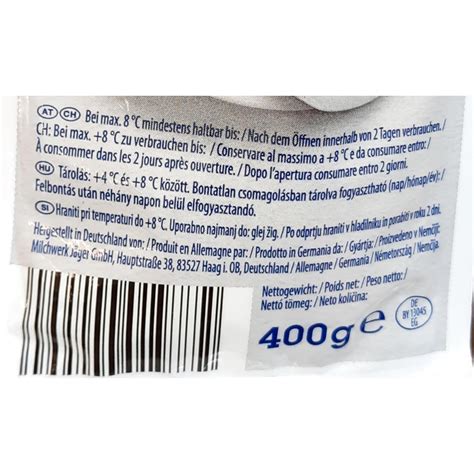 AT CH Bei max. 8 °C mindestens haltbar bis: / Nach dem Öffnen innerhalb von 2 Tagen verbrauchen. /
CH: Bei max. +8 °C zu verbrauchen bis: / Conservare al massimo a +8 °C e da consumare entro: /
À consommer dans les 2 jours après ouverture. / Dopo l'apertura consumare entro 2 giorni.
HU Tárolás: +4 °C és +8 °C között. Bontatlan csomagolásban tárolva fogyasztható (nap/hónap/év): /
Felbontás után néhány napon belül elfogyasztandó.
SI Hraniti pri temperaturi do +8 °C. Uporabno najmanj do: glej žig. / Po odprtju hraniti v hladilniku in porabiti v roku 2 dni.
Hergestellt in Deutschland von: / Produit en Allemagne par: / Prodotto in Germania da: / Gyártja: / Proizvedeno v Nemčiji:
Milchwerk Jäger GmbH, Hauptstraße 38, 83527 Haag i. OB, Deutschland / Allemagne / Germania / Németország / Nemčija.
Nettogewicht: / Poids net: / Peso netto: /
Nettó tömeg: / Neto količina:
400g e
DE
BY 13045
EG